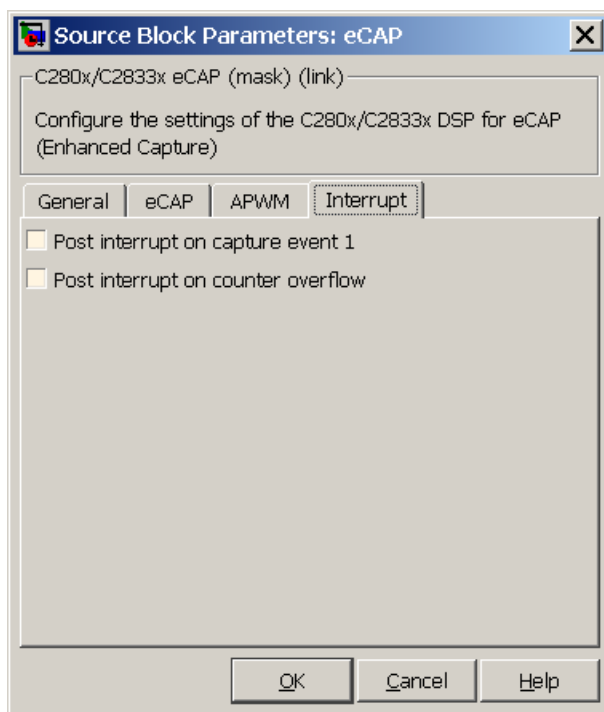 Source Block Parameters: eCAP
C280x/C2833x eCAP (mask) (link)
Configure the settings of the C280x/C2833x DSP for eCAP
(Enhanced Capture)
General eCAP APWM Interrupt
Post interrupt on capture event 1
Post interrupt on counter overflow
OK Cancel Help